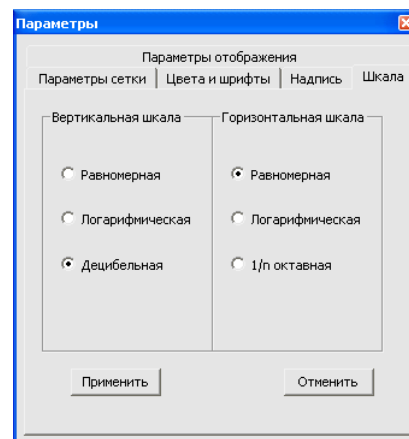 Параметры
Параметры отображения
Параметры сетки Цвета и шрифты Надпись Шкала
Вертикальная шкала Горизонтальная шкала
Равномерная Равномерная
Логарифмическая Логарифмическая
Децибельная 1/n октавная
Применить Отменить